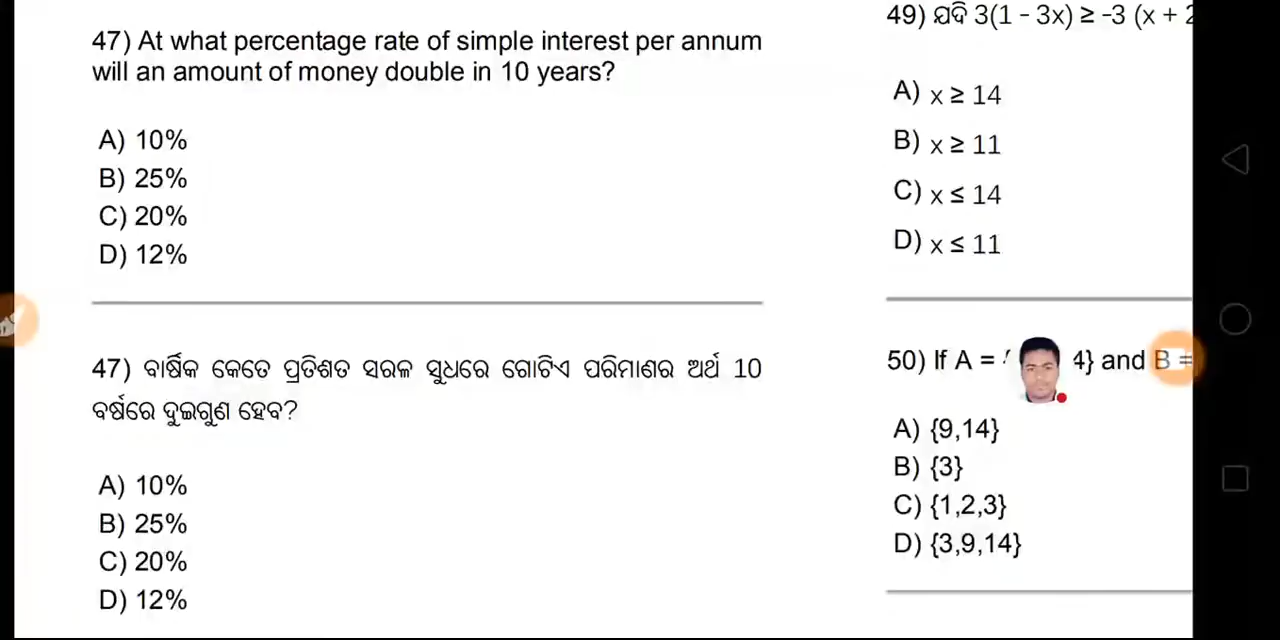 47) At what percentage rate of simple interest per annum
will an amount of money double in 10 years?
A) 10%
B) 25%
C) 20%
D) 12%
47) ବାର୍ଷିକ କେତେ ପ୍ରତିଶତ ସରଳ ସୁଧରେ ଗୋଟିଏ ପରିମାଣର ଅର୍ଥ 10
ବର୍ଷରେ ଦୁଇଗୁଣ ହେବ?
A) 10%
B) 25%
C) 20%
D) 12%
49) ଯଦି 3(1 - 3x) ≥ -3 (x + 2
A) x ≥ 14
B) x ≥ 11
C) x ≤ 14
D) x ≤ 11
50) If A = 4} and B =
A) {9,14}
B) {3}
C) {1,2,3}
D) {3,9,14}